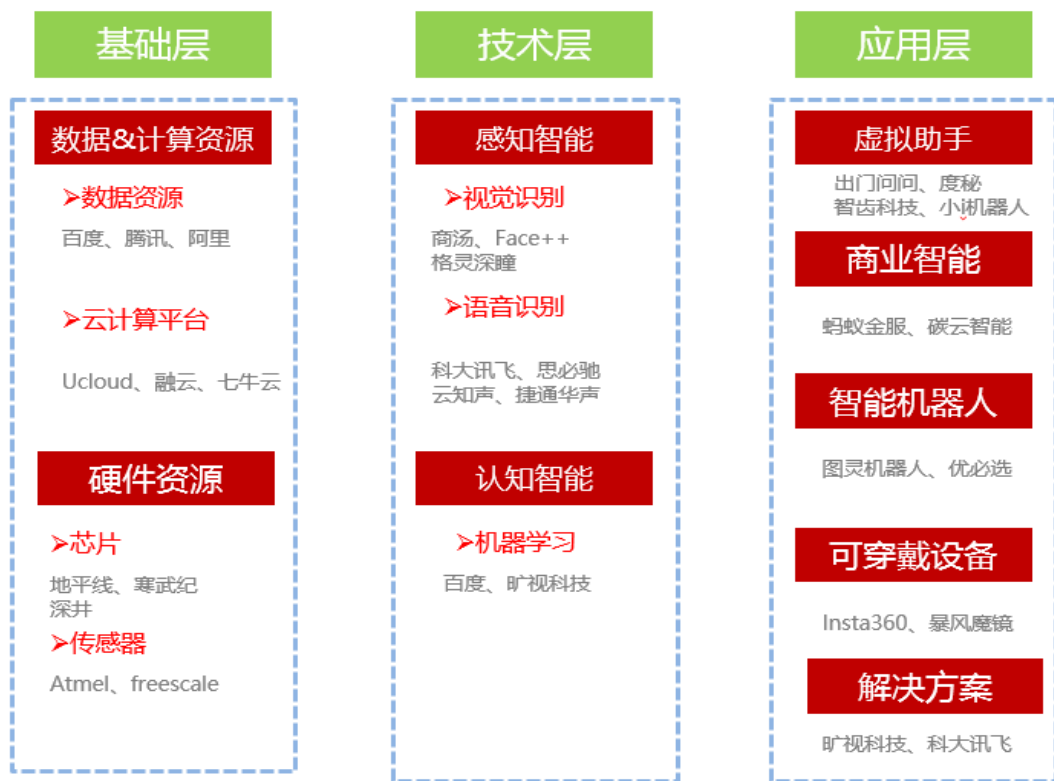 基础层
数据&计算资源
➢数据资源
百度、腾讯、阿里
➢云计算平台
Ucloud、融云、七牛云
硬件资源
➢芯片
地平线、寒武纪
深井
➢传感器
Atmel、freescale
技术层
感知智能
➢视觉识别
商汤、Face++
格灵深瞳
➢语音识别
科大讯飞、思必驰
云知声、捷通华声
认知智能
➢机器学习
百度、旷视科技
应用层
虚拟助手
出门问问、度秘
智齿科技、小i机器人
商业智能
蚂蚁金服、碳云智能
智能机器人
图灵机器人、优必选
可穿戴设备
Insta360、暴风魔镜
解决方案
旷视科技、科大讯飞